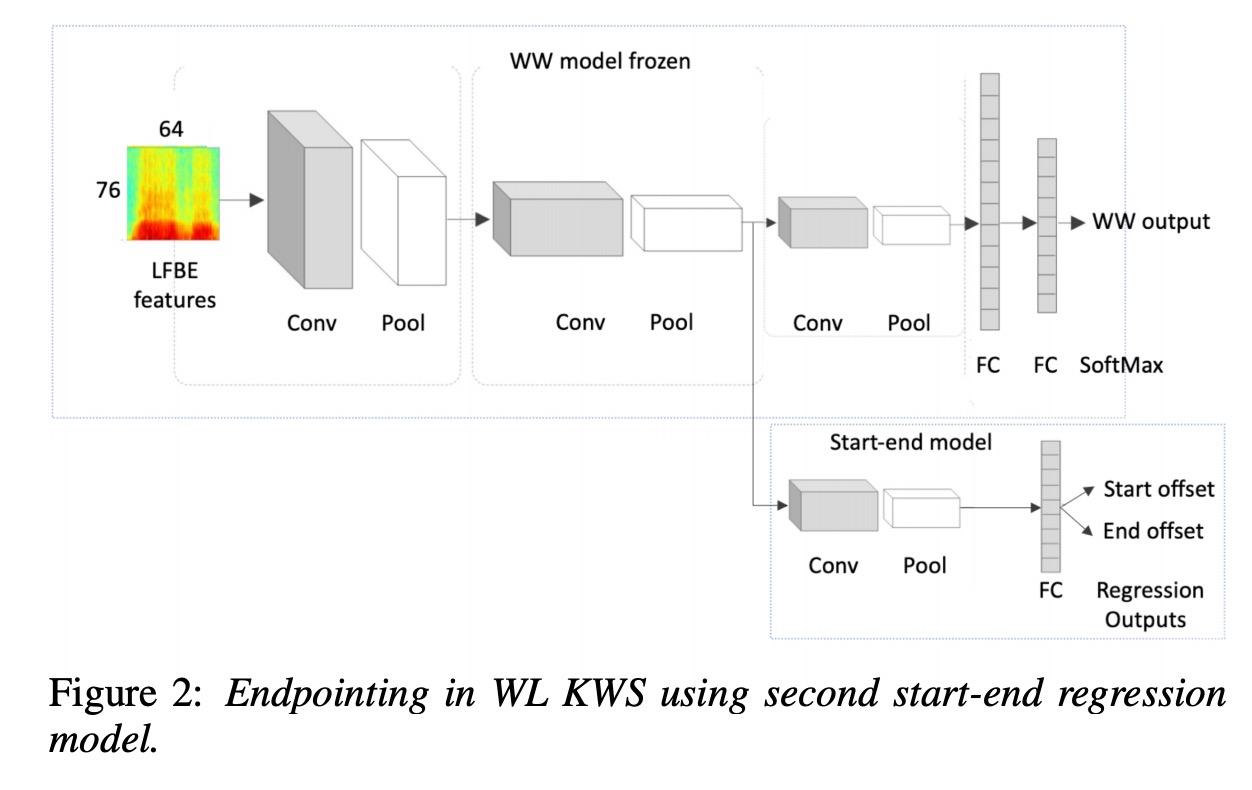 WW model frozen
64
76
LFBE
features
Conv
Pool
Conv
Pool
Conv
Pool
FC
FC
SoftMax
WW output
Start-end model
Start offset
End offset
Conv
Pool
FC
Regression
Outputs
Figure 2: Endpointing in WL KWS using second start-end regression
model.